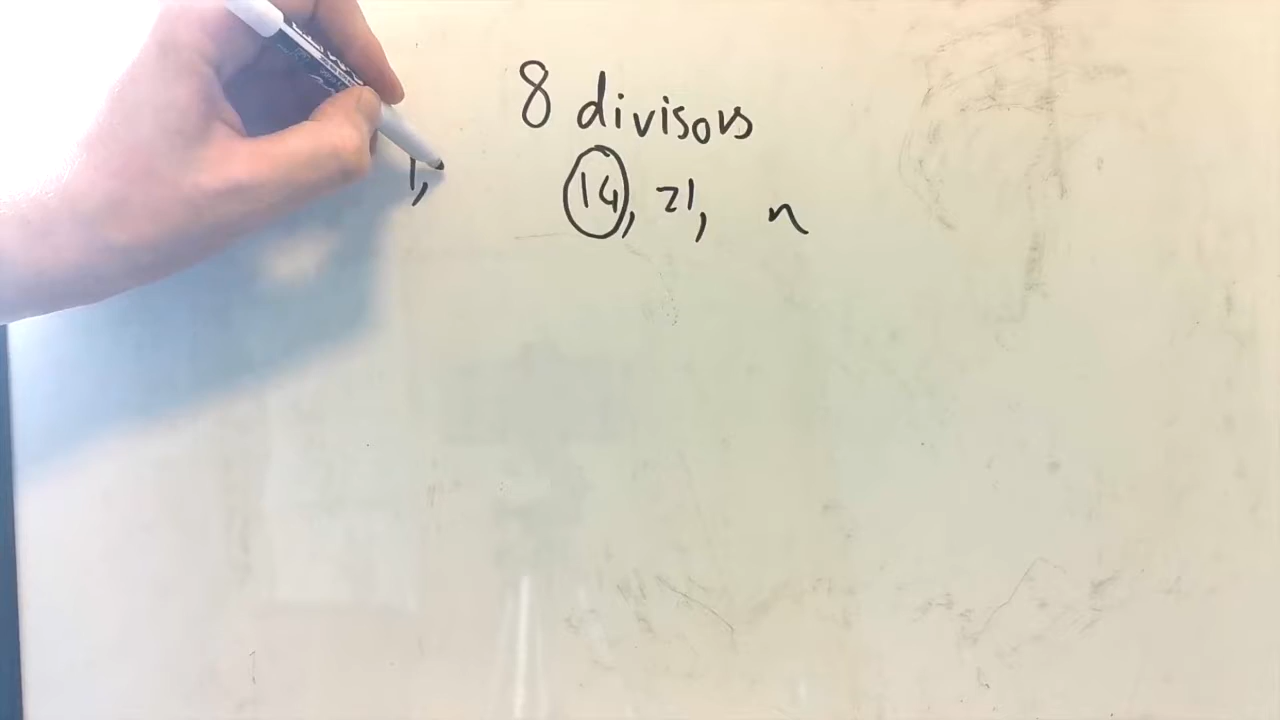 8 divisors
1, 14, 21, n